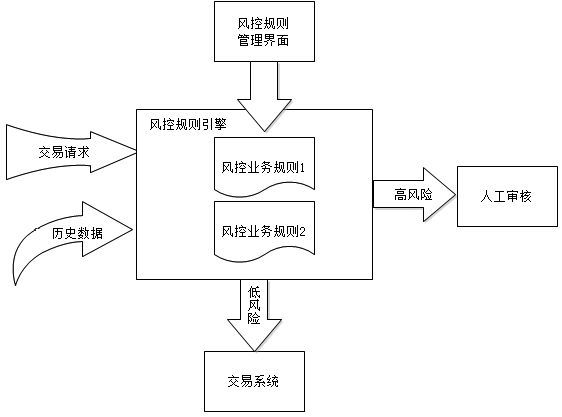 风控规则
管理界面
风控规则引擎
交易请求
风控业务规则1
高风险
人工审核
历史数据
风控业务规则2
低风险
交易系统